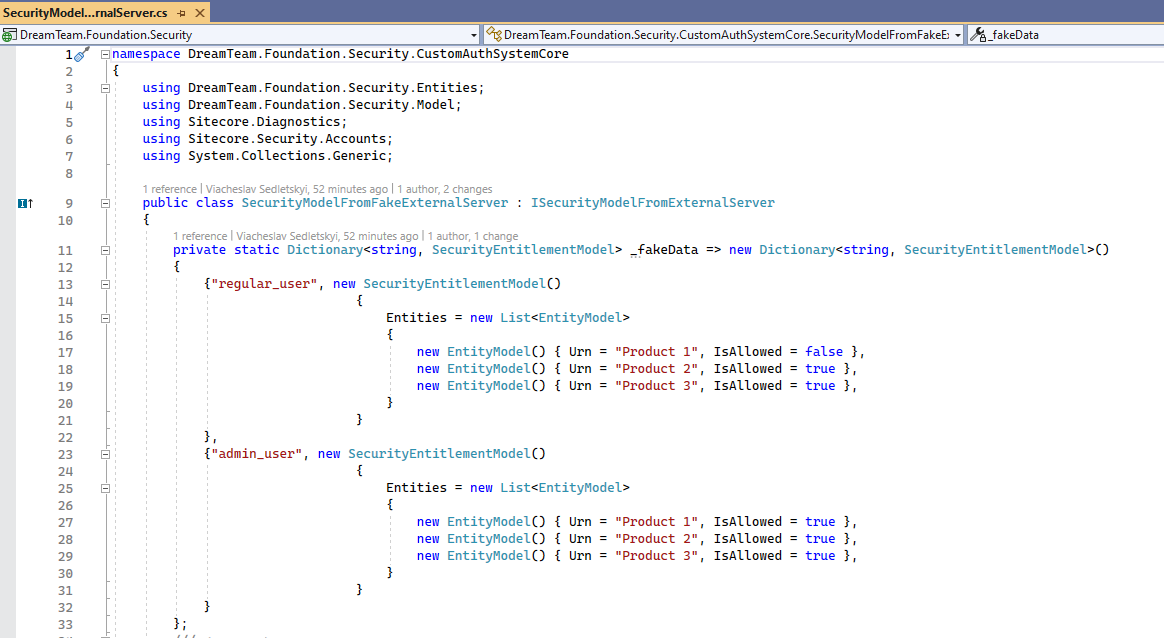 SecurityModel...rnalServer.cs
DreamTeam.Foundation.Security
DreamTeam.Foundation.Security.CustomAuthSystemCore.SecurityModelFromFakeE
_fakeData
1 namespace DreamTeam.Foundation.Security.CustomAuthSystemCore
2 {
3 using DreamTeam.Foundation.Security.Entities;
4 using DreamTeam.Foundation.Security.Model;
5 using Sitecore.Diagnostics;
6 using Sitecore.Security.Accounts;
7 using System.Collections.Generic;
8
1 reference | Viacheslav Sedletskyi, 52 minutes ago | 1 author, 2 changes
9 public class SecurityModelFromFakeExternalServer : ISecurityModelFromExternalServer
10 {
1 reference | Viacheslav Sedletskyi, 52 minutes ago | 1 author, 1 change
11 private static Dictionary<string, SecurityEntitlementModel> _fakeData => new Dictionary<string, SecurityEntitlementModel>()
12 {
13 {"regular_user", new SecurityEntitlementModel()
14 {
15 Entities = new List<EntityModel>
16 {
17 new EntityModel() { Urn = "Product 1", IsAllowed = false },
18 new EntityModel() { Urn = "Product 2", IsAllowed = true },
19 new EntityModel() { Urn = "Product 3", IsAllowed = true },
20 }
21 }
22 },
23 {"admin_user", new SecurityEntitlementModel()
24 {
25 Entities = new List<EntityModel>
26 {
27 new EntityModel() { Urn = "Product 1", IsAllowed = true },
28 new EntityModel() { Urn = "Product 2", IsAllowed = true },
29 new EntityModel() { Urn = "Product 3", IsAllowed = true },
30 }
31 }
32 }
33 };